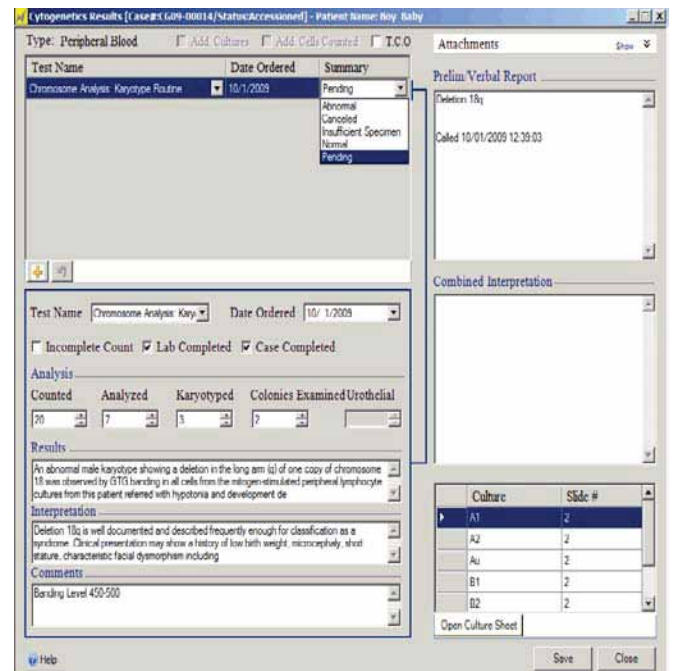 Cytogenetics Results [Case#:CG09-00014/Status:Accessioned] - Patient Name: Boy Baby
Type: Peripheral Blood Add Cultures Add Cells Counted T.C.O
Test Name Date Ordered Summary
Chromosome Analysis: Karyotype Routine 10/1/2009 Pending
Abnormal
Canceled
Insufficient Specimen
Normal
Pending
Test Name Chromosome Analysis: Kary Date Ordered 10/ 1/2009
Incomplete Count Lab Completed Case Completed
Analysis
Counted Analyzed Karyotyped Colonies Examined Urothelial
20 7 3 2
Results
An abnormal male karyotype showing a deletion in the long arm (q) of one copy of chromosome
18 was observed by GTG banding in all cells from the mitogen-stimulated peripheral lymphocyte
cultures from this patient referred with hypotonia and development de
Interpretation
Deletion 18q is well documented and described frequently enough for classification as a
syndrome. Clinical presentation may show a history of low birth weight, microcephaly, short
stature, characteristic facial dysmorphism including
Comments
Banding Level 450-500
Help
Attachments Show
Prelim/Verbal Report
Deletion 18q
Called 10/01/2009 12:39:03
Combined Interpretation
Culture Slide #
A1 2
A2 2
Au 2
B1 2
B2 2
Open Culture Sheet
Save Close